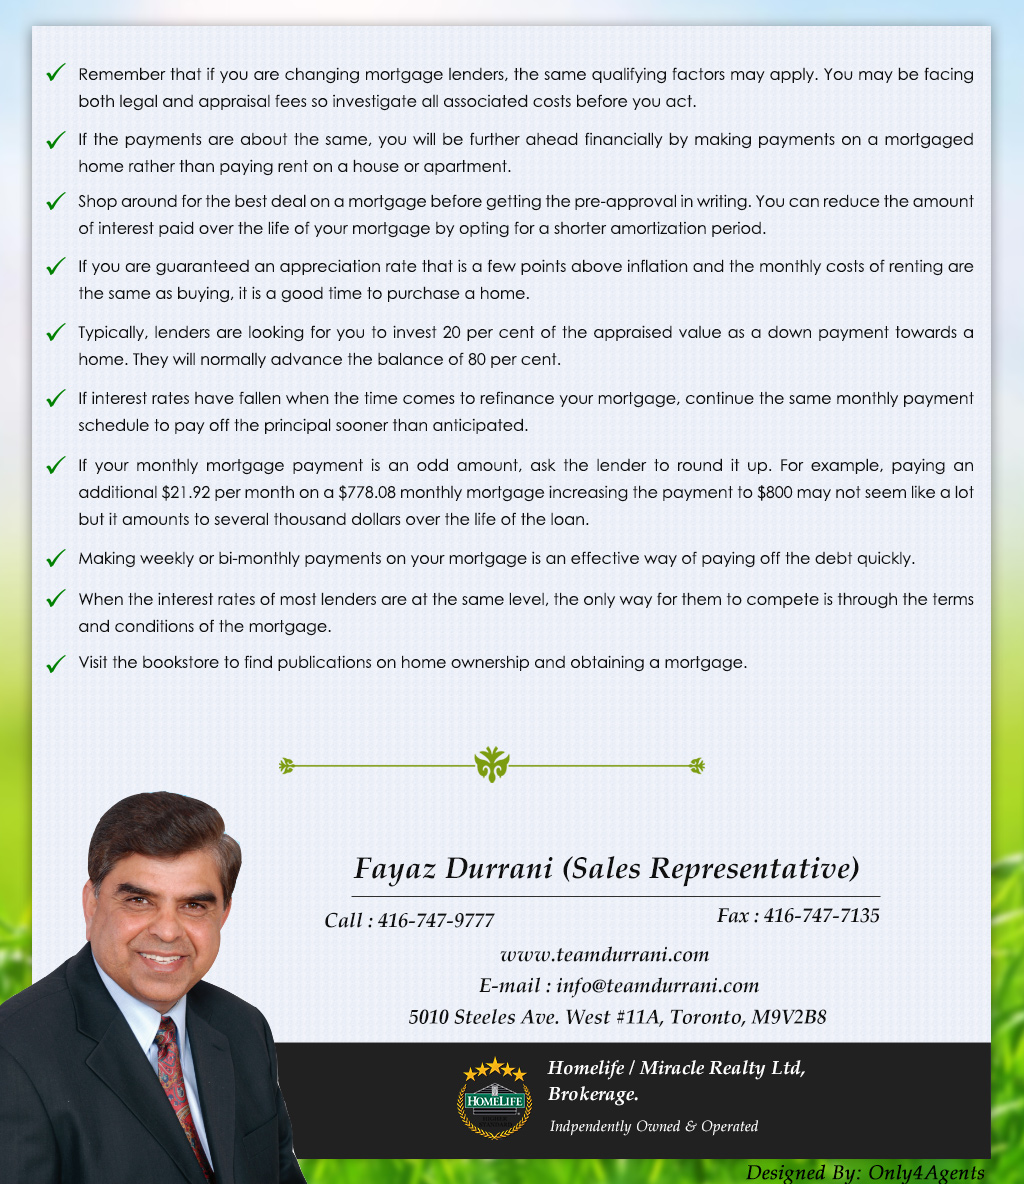 Remember that if you are changing mortgage lenders, the same qualifying factors may apply. You may be facing
both legal and appraisal fees so investigate all associated costs before you act.
If the payments are about the same, you will be further ahead financially by making payments on a mortgaged
home rather than paying rent on a house or apartment.
Shop around for the best deal on a mortgage before getting the pre-approval in writing. You can reduce the amount
of interest paid over the life of your mortgage by opting for a shorter amortization period.
If you are guaranteed an appreciation rate that is a few points above inflation and the monthly costs of renting are
the same as buying, it is a good time to purchase a home.
Typically, lenders are looking for you to invest 20 per cent of the appraised value as a down payment towards a
home. They will normally advance the balance of 80 per cent.
If interest rates have fallen when the time comes to refinance your mortgage, continue the same monthly payment
schedule to pay off the principal sooner than anticipated.
If your monthly mortgage payment is an odd amount, ask the lender to round it up. For example, paying an
additional $21.92 per month on a $778.08 monthly mortgage increasing the payment to $800 may not seem like a lot
but it amounts to several thousand dollars over the life of the loan.
Making weekly or bi-monthly payments on your mortgage is an effective way of paying off the debt quickly.
When the interest rates of most lenders are at the same level, the only way for them to compete is through the terms
and conditions of the mortgage.
Visit the bookstore to find publications on home ownership and obtaining a mortgage.
Fayaz Durrani (Sales Representative)
Call : 416-747-9777
Fax : 416-747-7135
www.teamdurrani.com
E-mail : info@teamdurrani.com
5010 Steeles Ave. West #11A, Toronto, M9V2B8
HOMELIFE
Homelife / Miracle Realty Ltd,
Brokerage.
Indpendently Owned & Operated
Designed By: Only4Agents